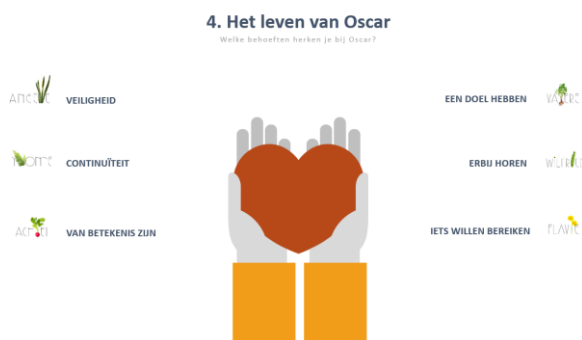 4. Het leven van Oscar
Welke behoeften herken je bij Oscar?
VEILIGHEID
CONTINUÏTEIT
VAN BETEKENIS ZIJN
EEN DOEL HEBBEN
ERBIJ HOREN
IETS WILLEN BEREIKEN